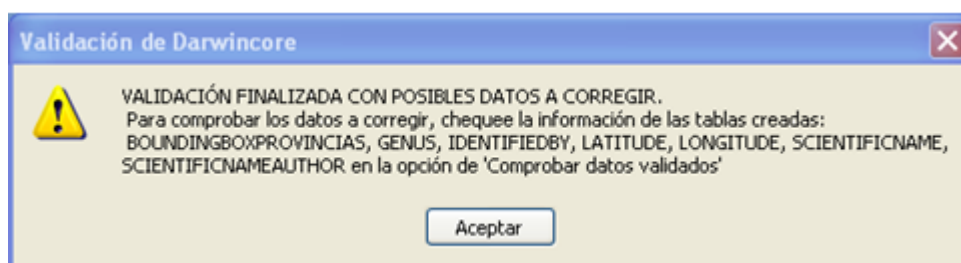 Validación de Darwincore
VALIDACIÓN FINALIZADA CON POSIBLES DATOS A CORREGIR.
Para comprobar los datos a corregir, chequee la información de las tablas creadas:
BOUNDINGBOXPROVINCIAS, GENUS, IDENTIFIEDBY, LATITUDE, LONGITUDE, SCIENTIFICNAME,
SCIENTIFICNAMEAUTHOR en la opción de 'Comprobar datos validados'
Aceptar